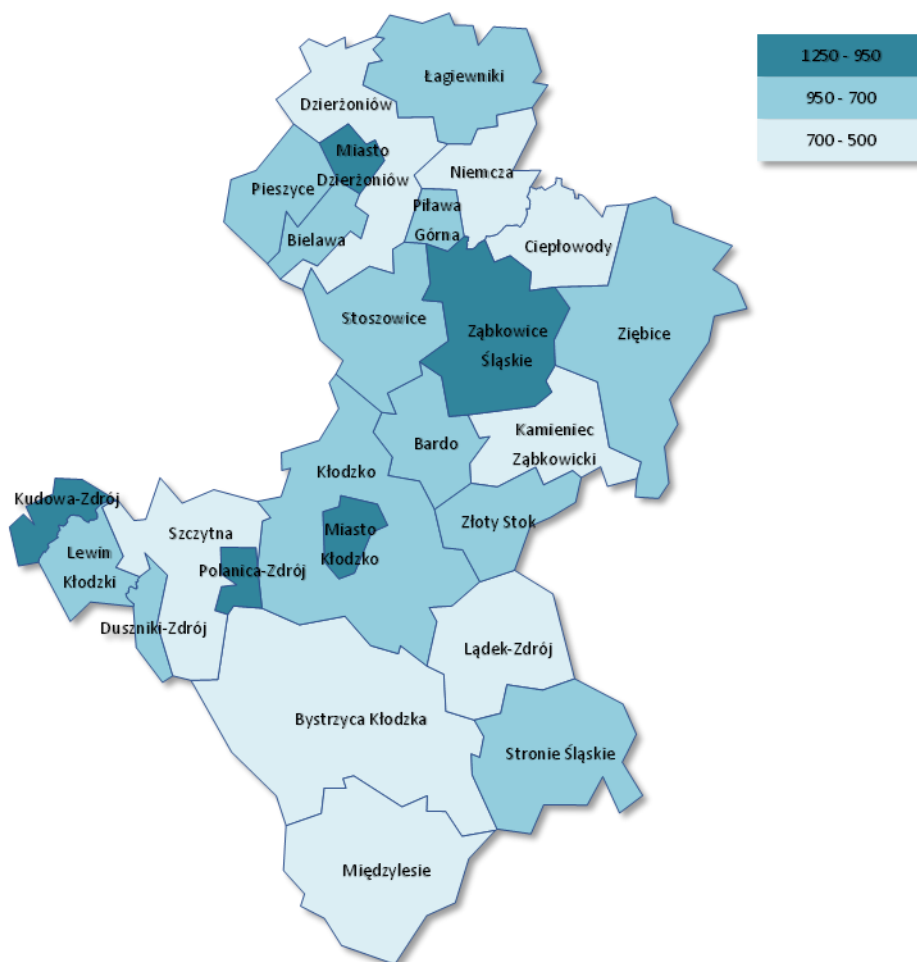 1250 - 950
950 - 700
700 - 500
Łagiewniki
Dzierżoniów
Miasto
Dzierżoniów
Niemcza
Pieszyce
Piława
Górna
Bielawa
Ciepłowody
Stoszowice
Ząbkowice
Śląskie
Ziębice
Kamieniec
Ząbkowicki
Bardo
Kłodzko
Kudowa-Zdrój
Złoty Stok
Szczytna
Miasto
Kłodzko
Lewin
Kłodzki
Polanica-Zdrój
Duszniki-Zdrój
Lądek-Zdrój
Bystrzyca Kłodzka
Stronie Śląskie
Międzylesie